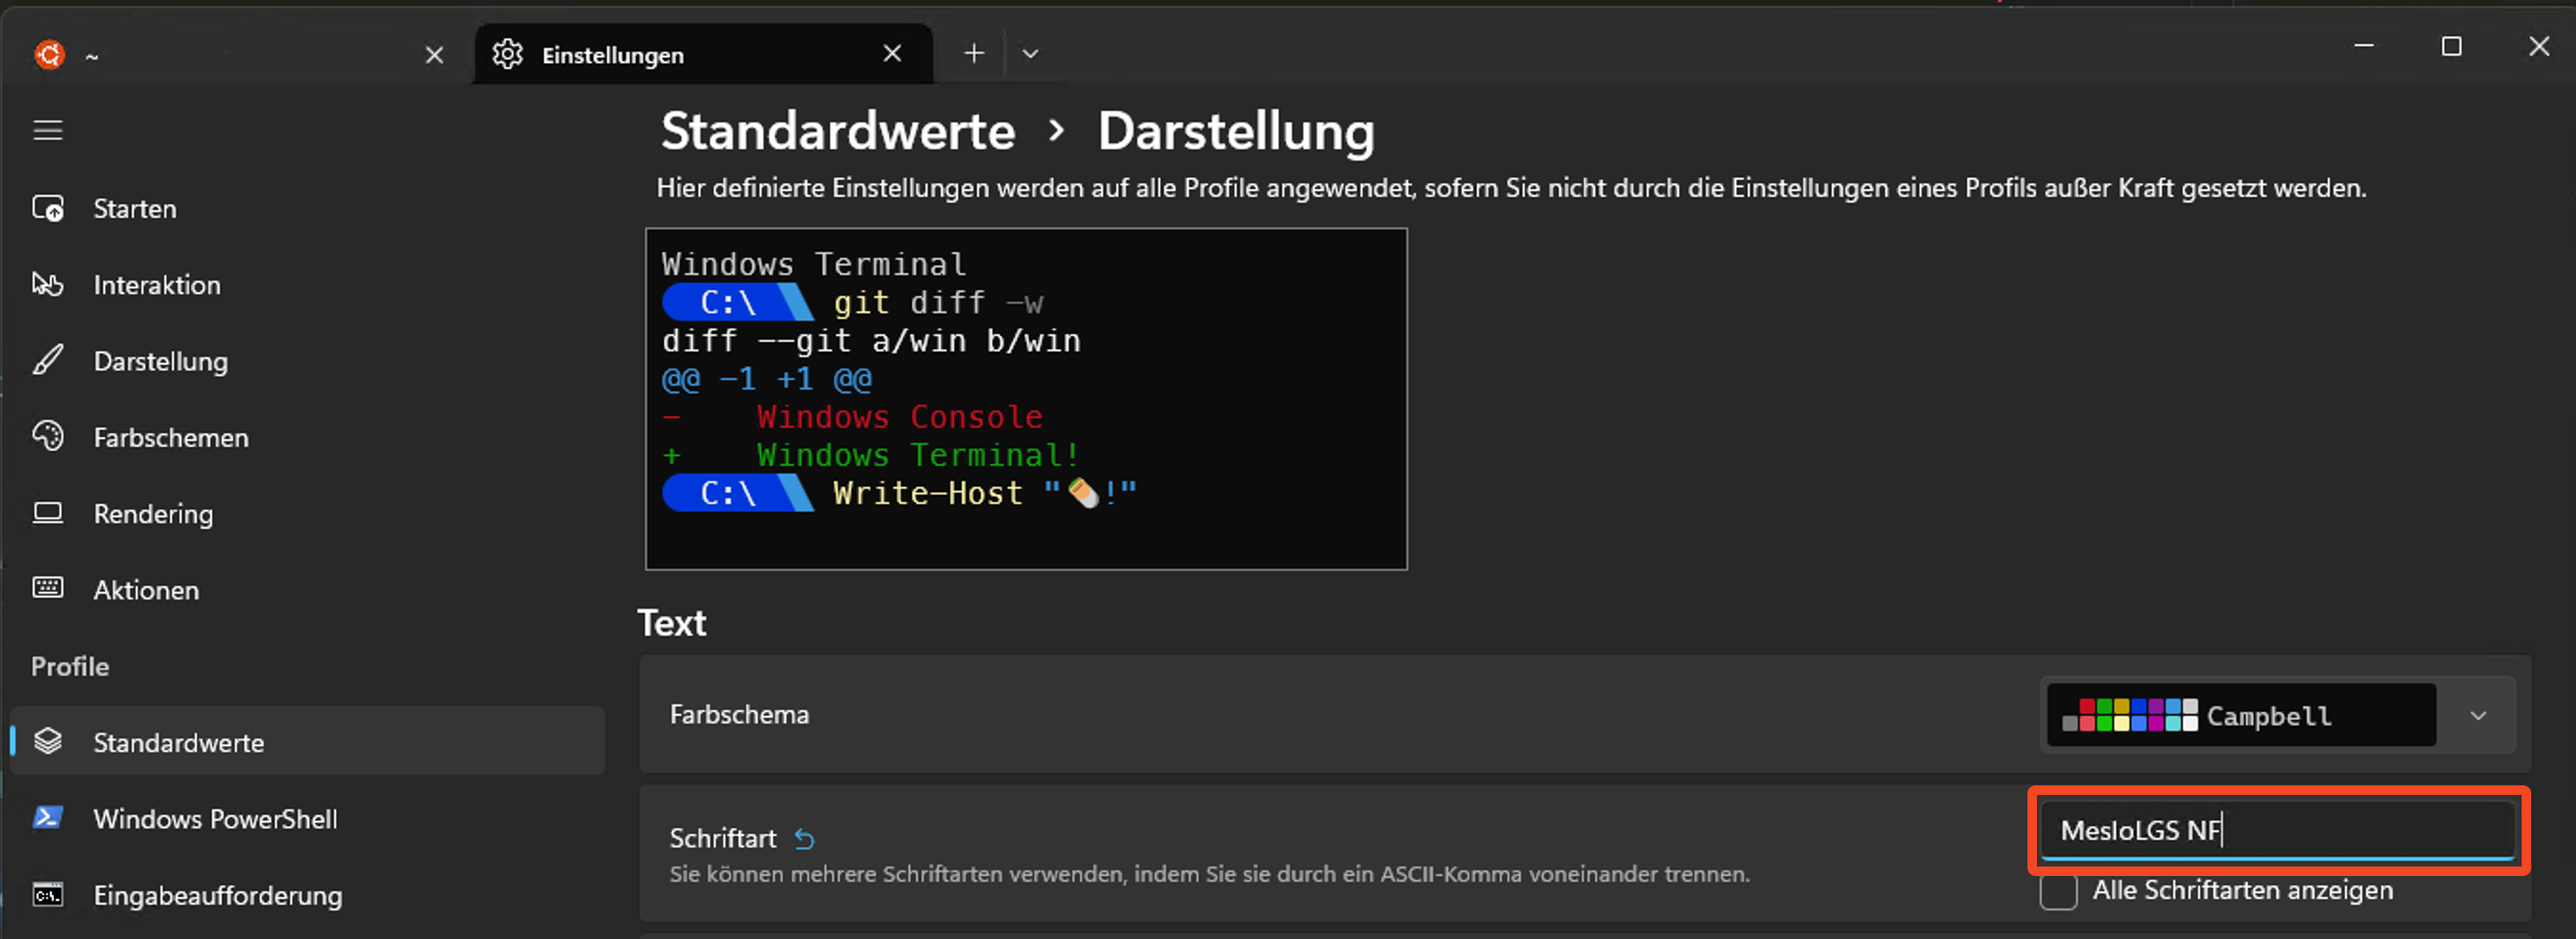 ~
Einstellungen
Standardwerte › Darstellung
Hier definierte Einstellungen werden auf alle Profile angewendet, sofern Sie nicht durch die Einstellungen eines Profils außer Kraft gesetzt werden.
Starten
Interaktion
Darstellung
Farbschemen
Rendering
Aktionen
Profile
Standardwerte
Windows PowerShell
Eingabeaufforderung
Windows Terminal
C:\ git diff -w
diff --git a/win b/win
@@ -1 +1 @@
-    Windows Console
+    Windows Terminal!
C:\ Write-Host "🌯!"
Text
Farbschema
Campbell
Schriftart
Sie können mehrere Schriftarten verwenden, indem Sie sie durch ein ASCII-Komma voneinander trennen.
MesloLGS NF
Alle Schriftarten anzeigen